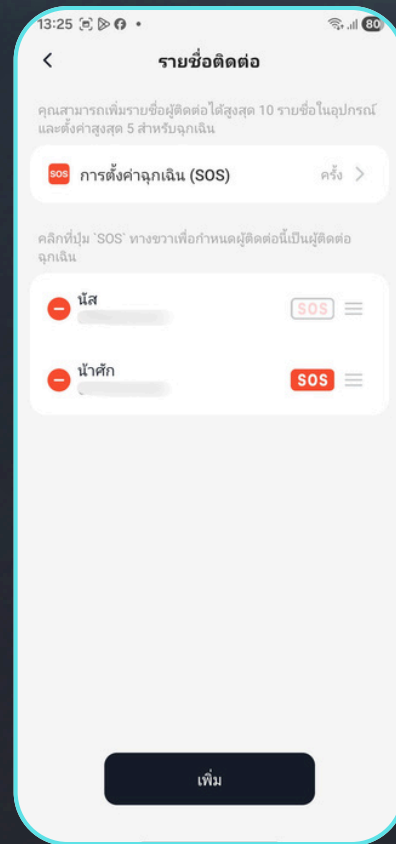 13:25
80
รายชื่อติดต่อ
คุณสามารถเพิ่มรายชื่อผู้ติดต่อได้สูงสุด 10 รายชื่อในอุปกรณ์
และตั้งค่าสูงสุด 5 สำหรับฉุกเฉิน
SOS การตั้งค่าฉุกเฉิน (SOS) ครั้ง
คลิกที่ปุ่ม `SOS` ทางขวาเพื่อกำหนดผู้ติดต่อนี้เป็นผู้ติดต่อ
ฉุกเฉิน
นัส
SOS
น้าศัก
SOS
เพิ่ม